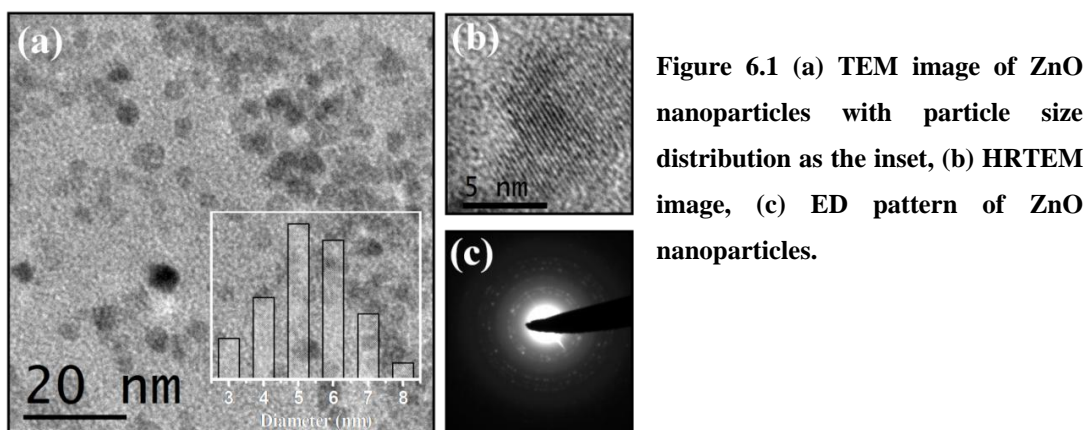 (a)
20 nm
3 4 5 6 7 8
Diameter (nm)
(b)
5 nm
(c)
Figure 6.1 (a) TEM image of ZnO
nanoparticles with particle size
distribution as the inset, (b) HRTEM
image, (c) ED pattern of ZnO
nanoparticles.